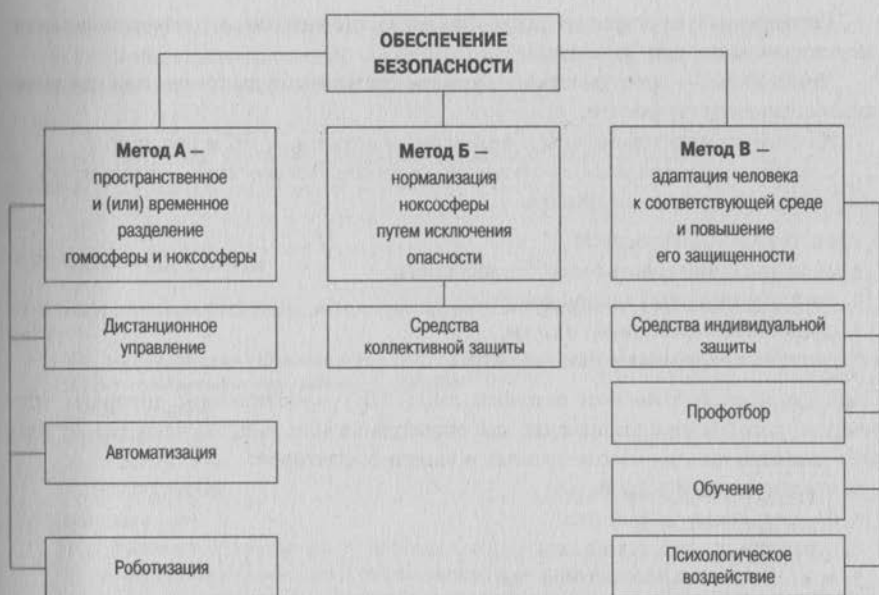 ОБЕСПЕЧЕНИЕ
БЕЗОПАСНОСТИ
Метод А —
пространственное
и (или) временное
разделение
гомосферы и ноксосферы
Дистанционное
управление
Автоматизация
Роботизация
Метод Б —
нормализация
ноксосферы
путем исключения
опасности
Средства
коллективной защиты
Метод В —
адаптация человека
к соответствующей среде
и повышение
его защищенности
Средства индивидуальной
защиты
Профотбор
Обучение
Психологическое
воздействие